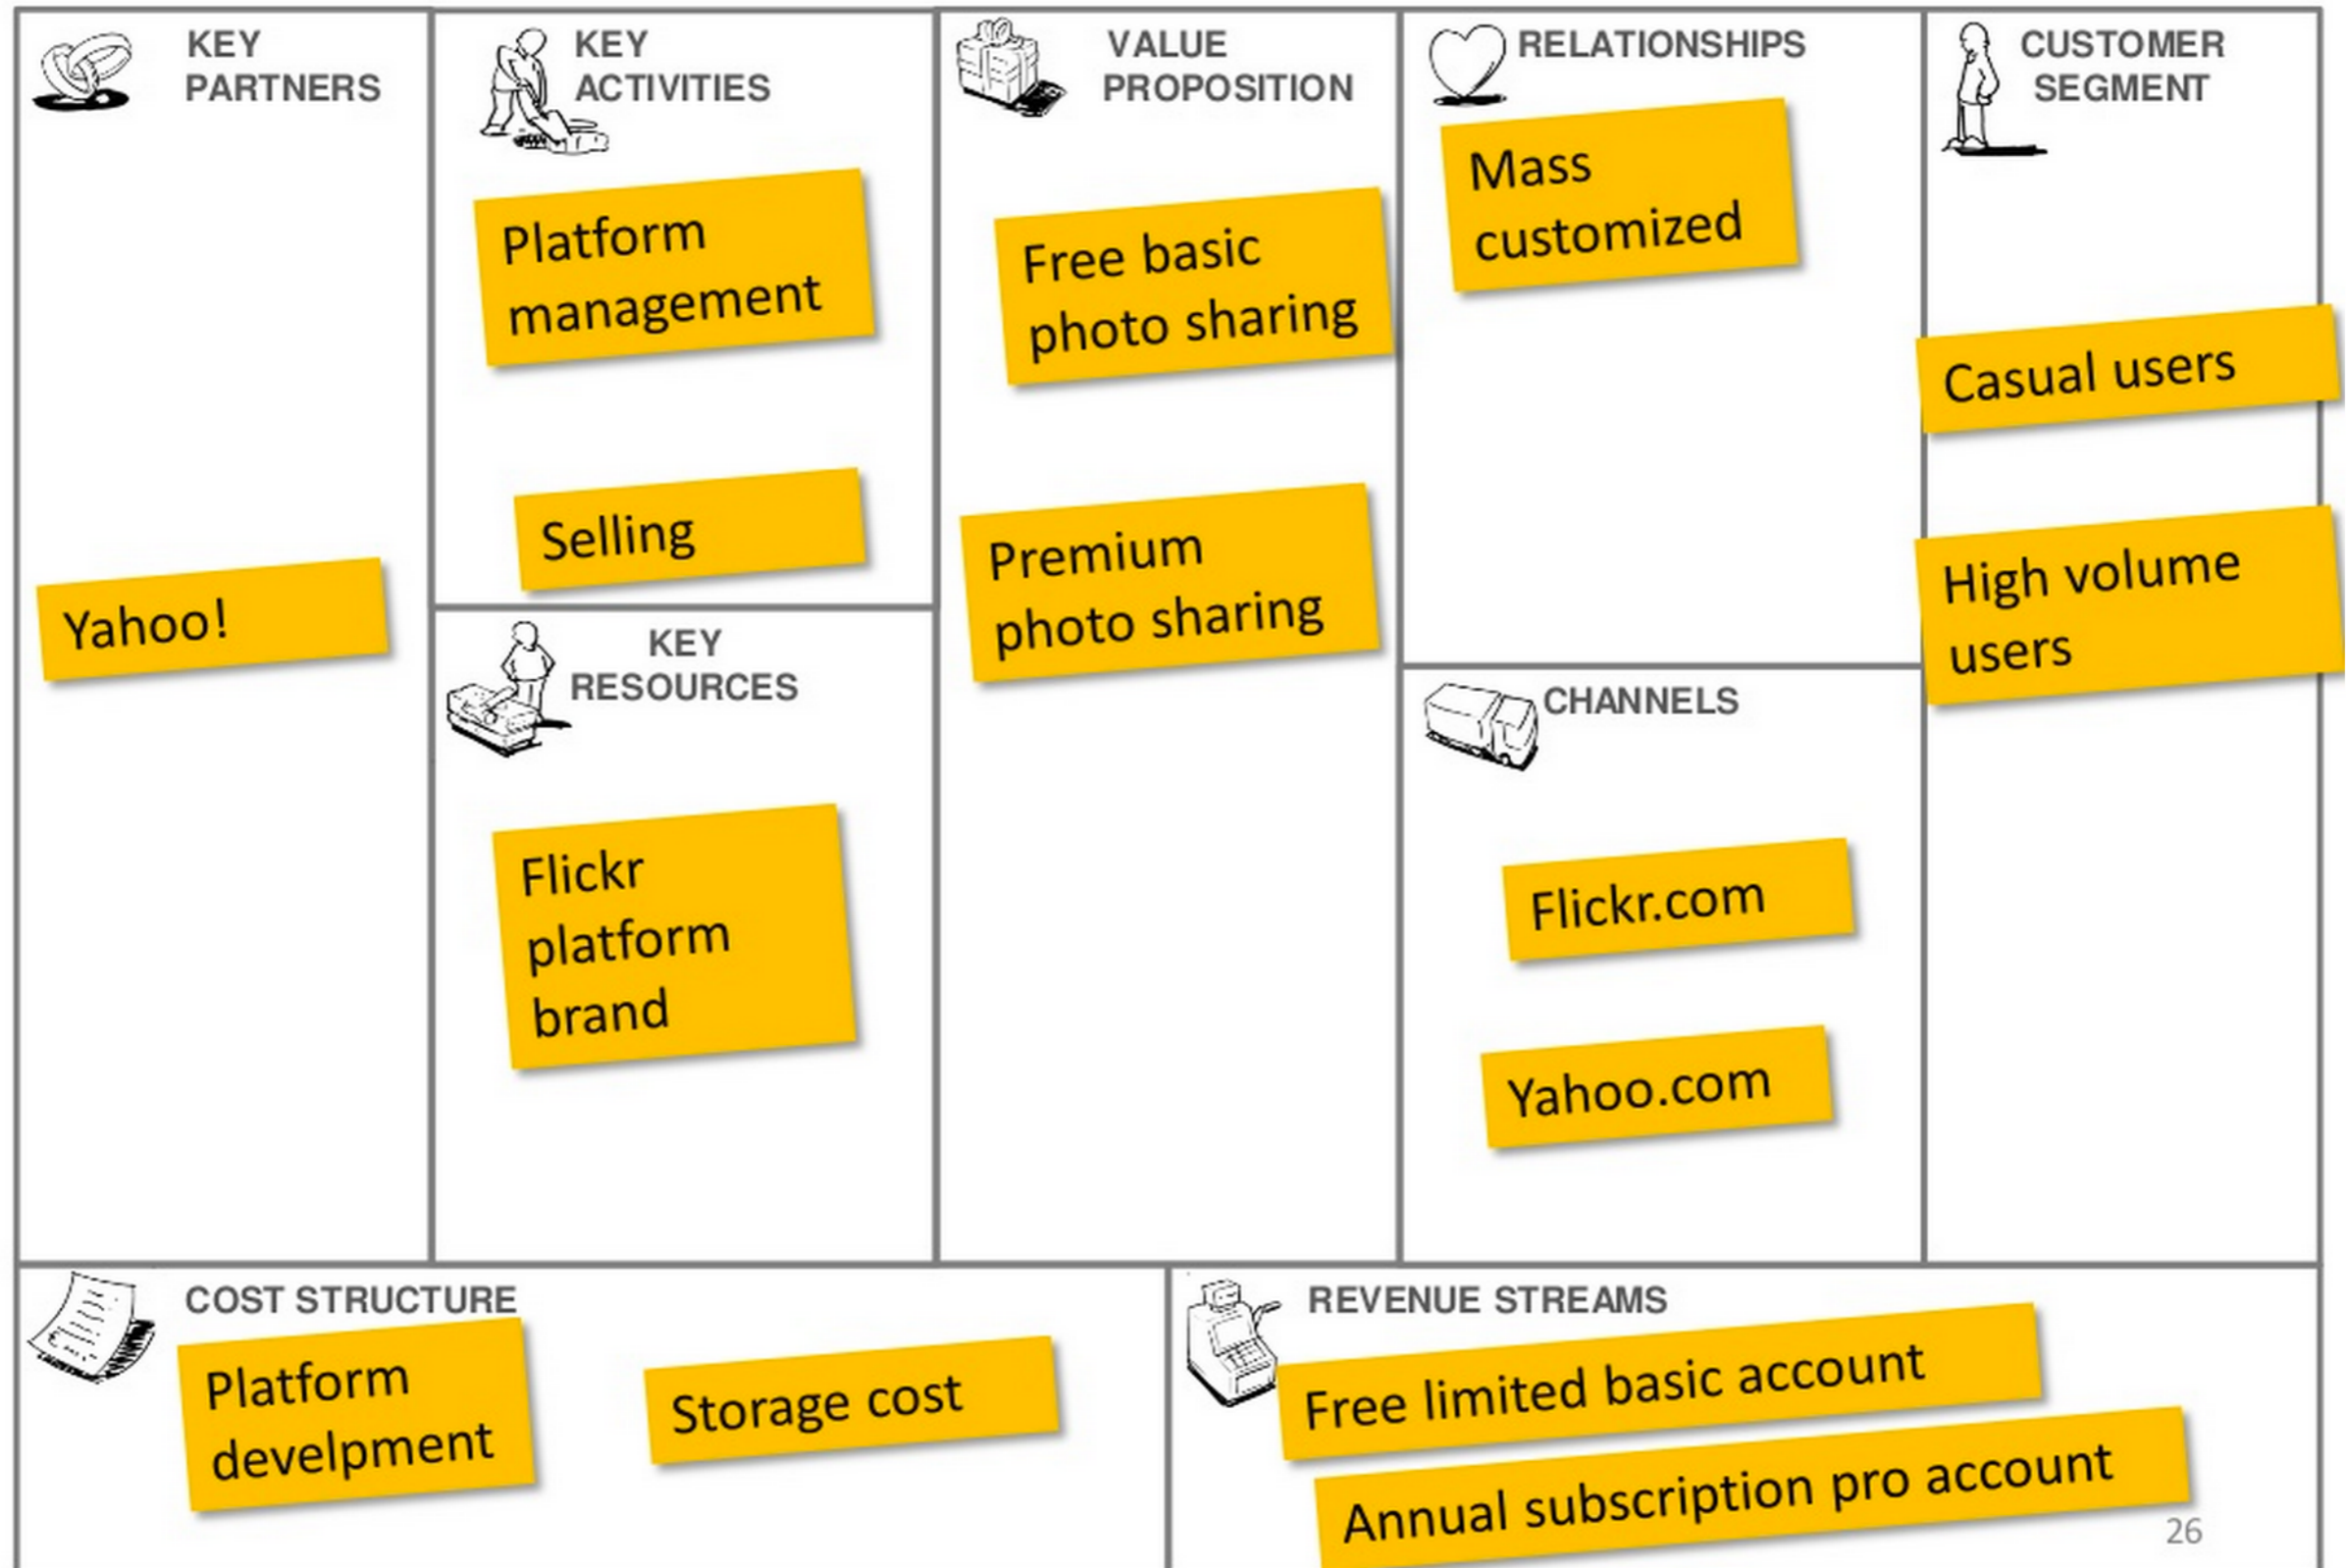 KEY
PARTNERS
Yahoo!
KEY
ACTIVITIES
Platform
management
Selling
KEY
RESOURCES
Flickr
platform
brand
VALUE
PROPOSITION
Free basic
photo sharing
Premium
photo sharing
RELATIONSHIPS
Mass
customized
CHANNELS
Flickr.com
Yahoo.com
CUSTOMER
SEGMENT
Casual users
High volume
users
COST STRUCTURE
Platform
develpment
Storage cost
REVENUE STREAMS
Free limited basic account
Annual subscription pro account
26